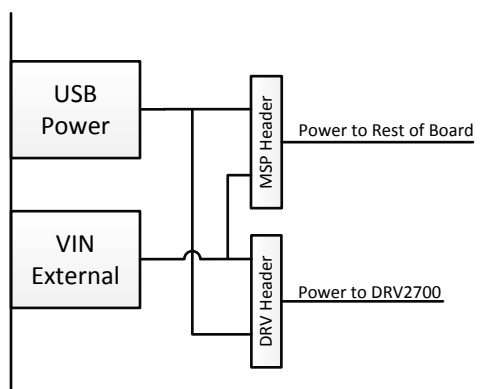 USB
Power
MSP Header
Power to Rest of Board
VIN
External
DRV Header
Power to DRV2700